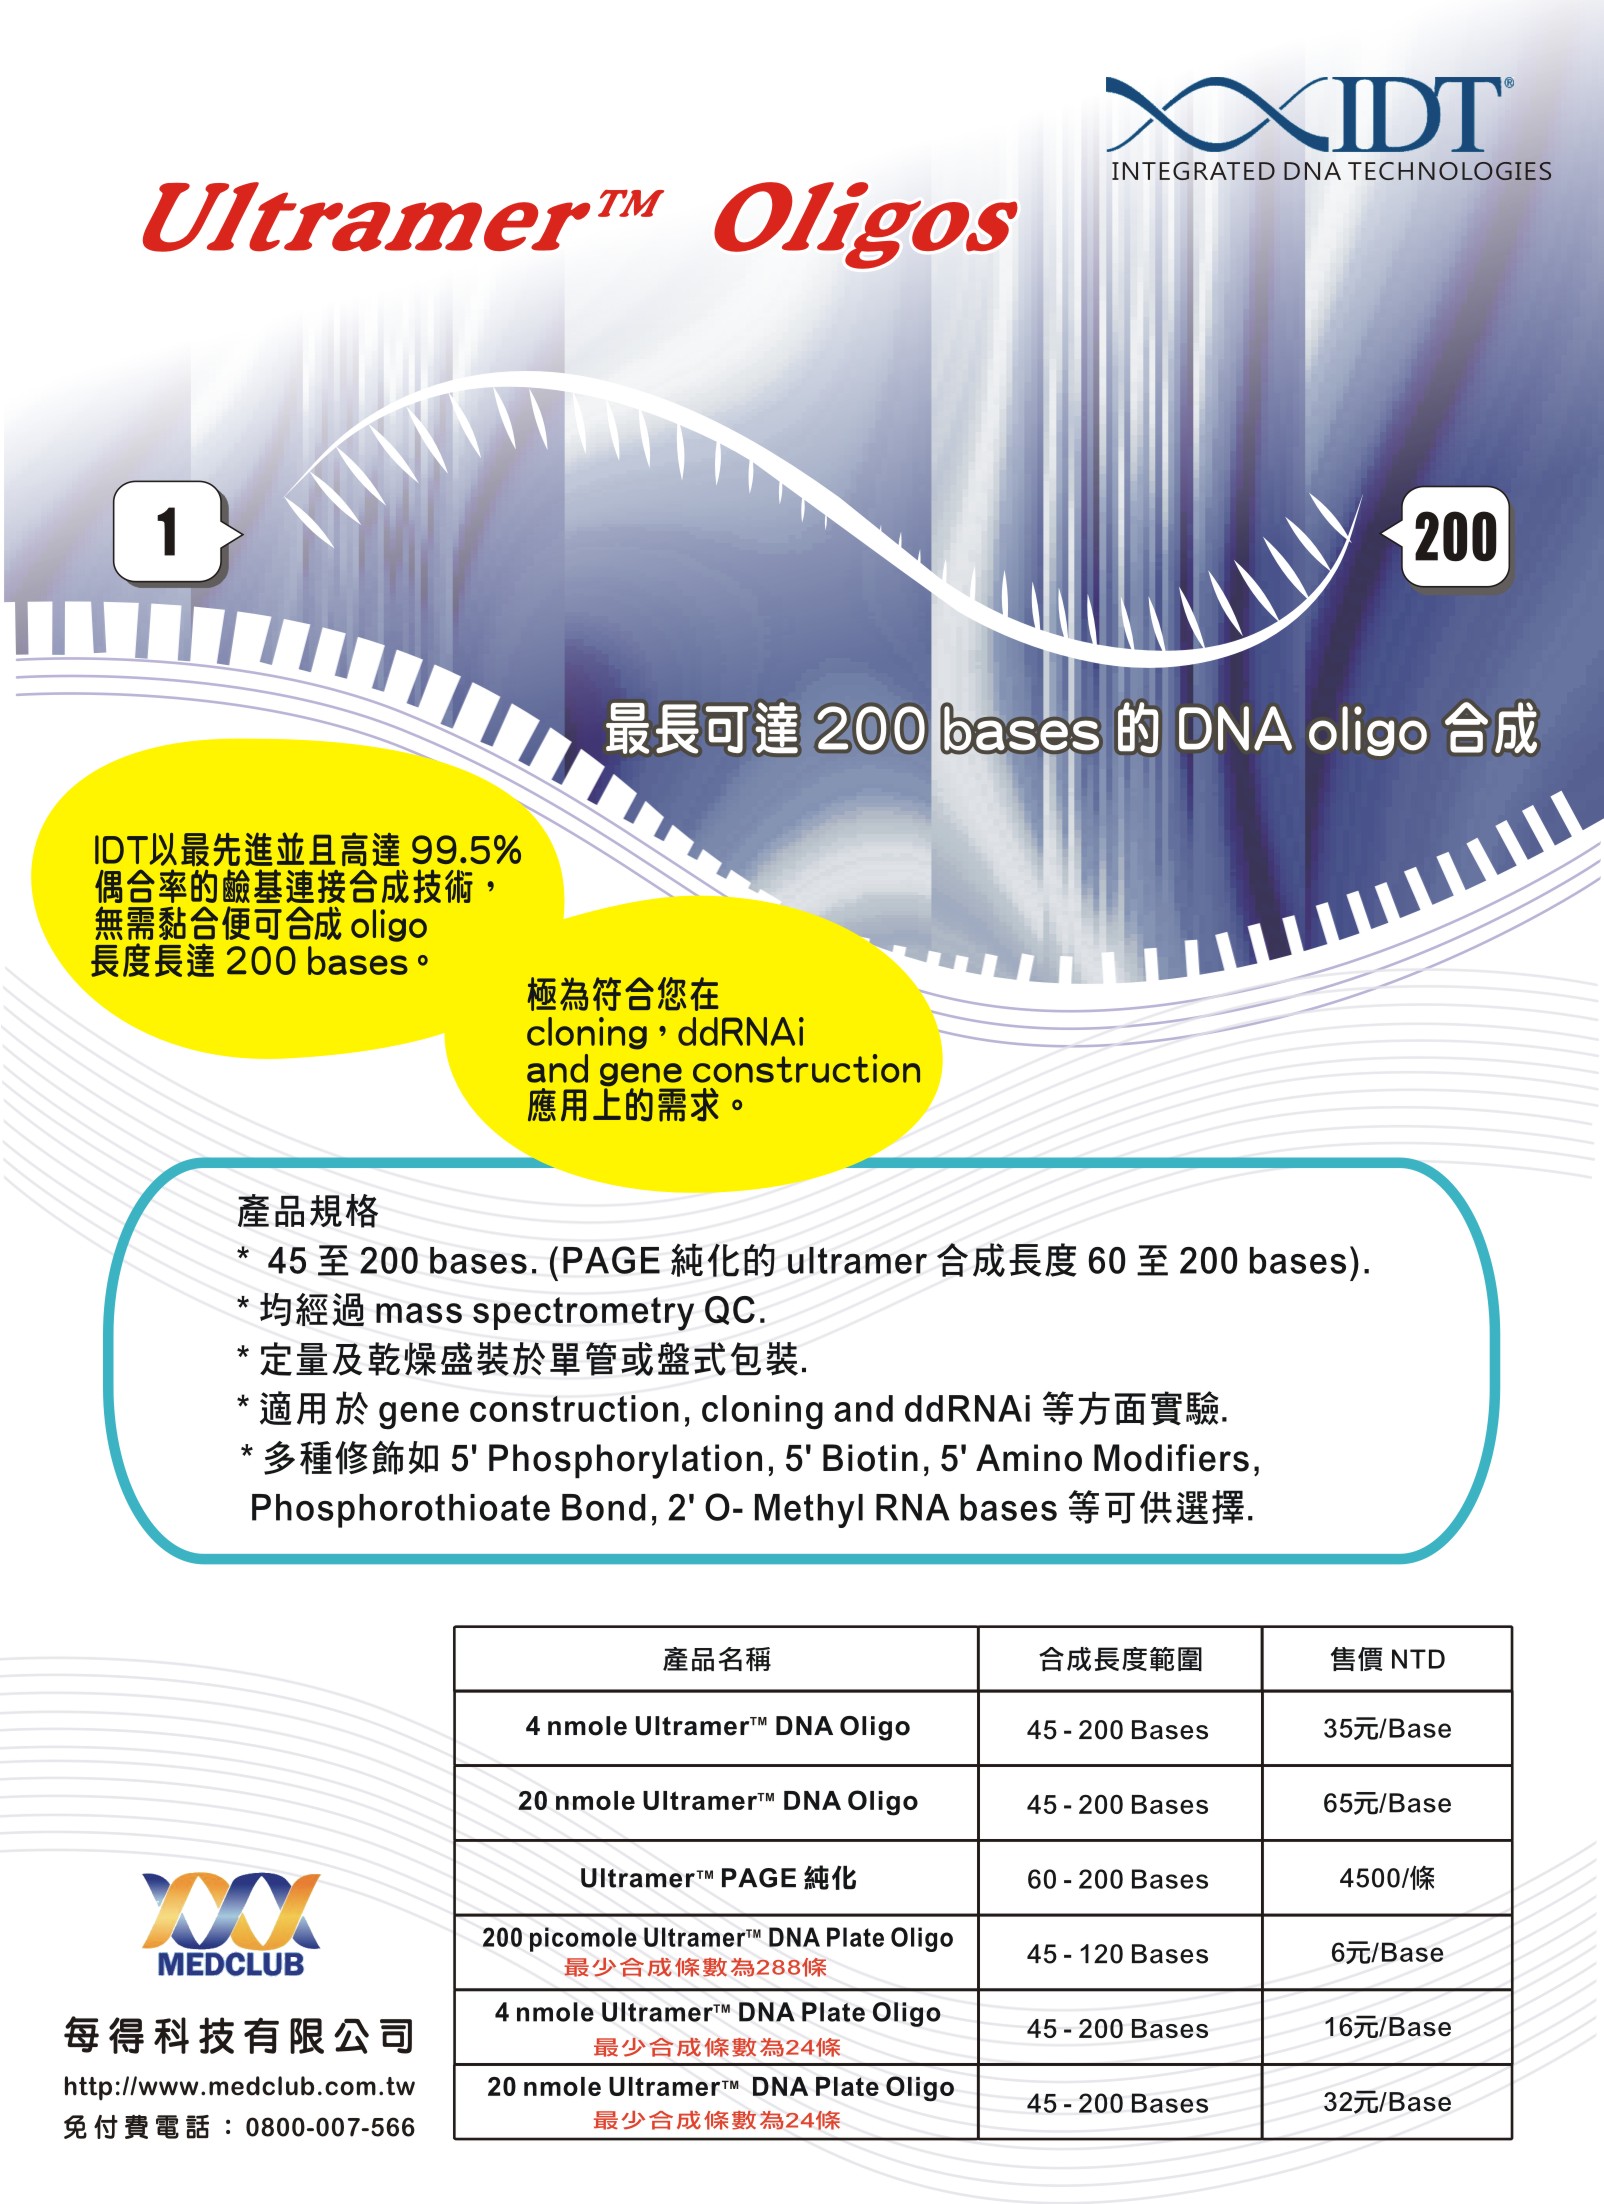 IDT®
INTEGRATED DNA TECHNOLOGIES
Ultramer™ Oligos
1
200
最長可達 200 bases 的 DNA oligo 合成
IDT以最先進並且高達 99.5%
偶合率的鹼基連接合成技術，
無需黏合便可合成 oligo
長度長達 200 bases。
極為符合您在
cloning，ddRNAi
and gene construction
應用上的需求。
產品規格
* 45 至 200 bases. (PAGE 純化的 ultramer 合成長度 60 至 200 bases).
* 均經過 mass spectrometry QC.
* 定量及乾燥盛裝於單管或盤式包裝.
* 適用於 gene construction, cloning and ddRNAi 等方面實驗.
* 多種修飾如 5' Phosphorylation, 5' Biotin, 5' Amino Modifiers,
Phosphorothioate Bond, 2' O- Methyl RNA bases 等可供選擇.
產品名稱 合成長度範圍 售價 NTD
4 nmole Ultramer™ DNA Oligo 45 - 200 Bases 35元/Base
20 nmole Ultramer™ DNA Oligo 45 - 200 Bases 65元/Base
Ultramer™ PAGE 純化 60 - 200 Bases 4500/條
200 picomole Ultramer™ DNA Plate Oligo 45 - 120 Bases 6元/Base
最少合成條數為288條
4 nmole Ultramer™ DNA Plate Oligo 45 - 200 Bases 16元/Base
最少合成條數為24條
20 nmole Ultramer™ DNA Plate Oligo 45 - 200 Bases 32元/Base
最少合成條數為24條
MEDCLUB
每得科技有限公司
http://www.medclub.com.tw
免付費電話：0800-007-566